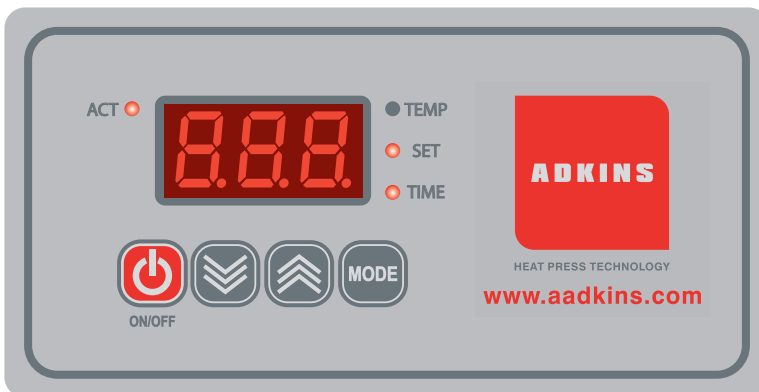 ACT
8.8.8.
TEMP
SET
TIME
MODE
ON/OFF
ADKINS
HEAT PRESS TECHNOLOGY
www.aadkins.com